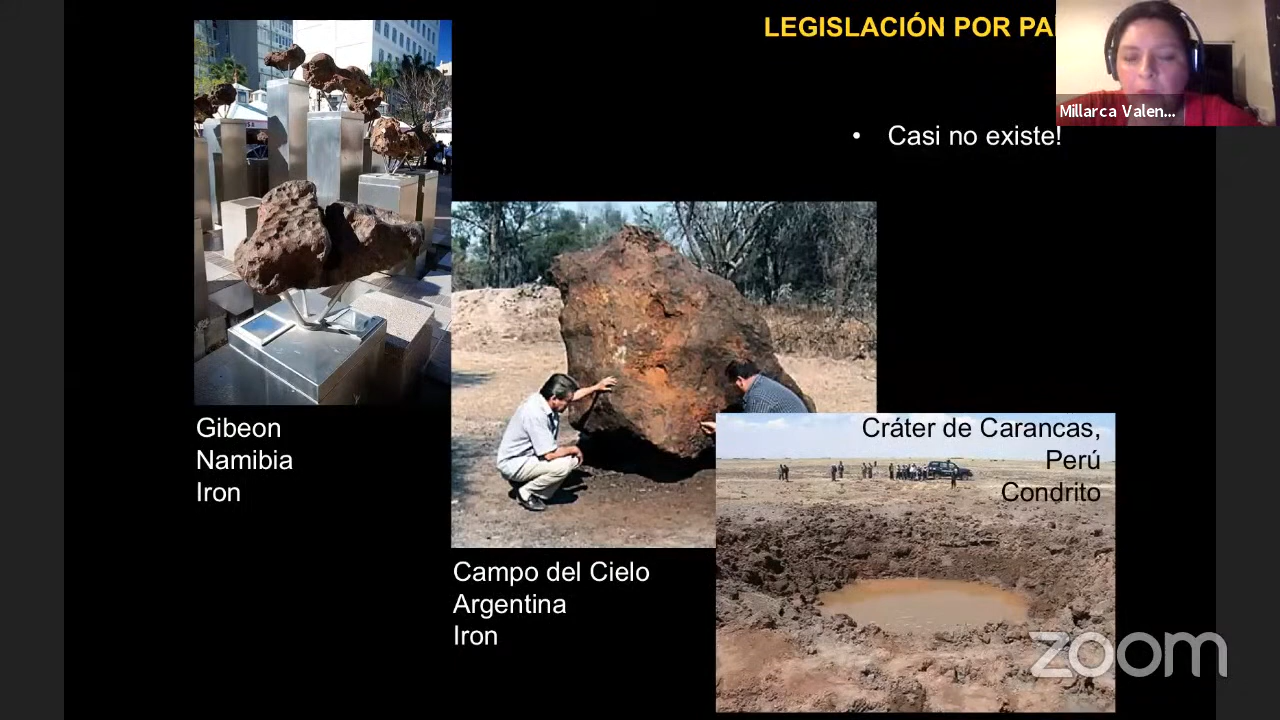 LEGISLACIÓN POR
Millarca Valen...
• Casi no existe!
Gibeon
Namibia
Iron
Campo del Cielo
Argentina
Iron
Cráter de Carancas,
Perú
Condrito
zoom